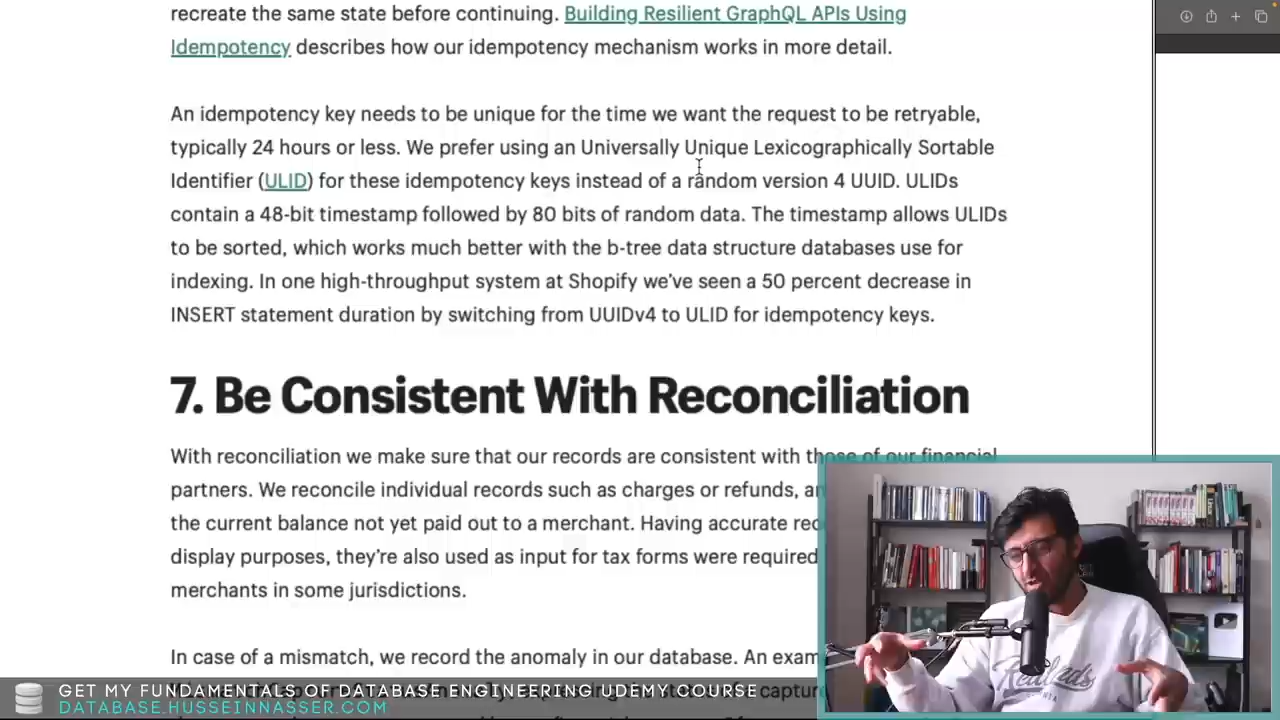 recreate the same state before continuing. Building Resilient GraphQL APIs Using
Idempotency describes how our idempotency mechanism works in more detail.
An idempotency key needs to be unique for the time we want the request to be retryable,
typically 24 hours or less. We prefer using an Universally Unique Lexicographically Sortable
Identifier (ULID) for these idempotency keys instead of a random version 4 UUID. ULIDs
contain a 48-bit timestamp followed by 80 bits of random data. The timestamp allows ULIDs
to be sorted, which works much better with the b-tree data structure databases use for
indexing. In one high-throughput system at Shopify we’ve seen a 50 percent decrease in
INSERT statement duration by switching from UUIDv4 to ULID for idempotency keys.
7. Be Consistent With Reconciliation
With reconciliation we make sure that our records are consistent with those of our financial
partners. We reconcile individual records such as charges or refunds,
the current balance not yet paid out to a merchant. Having accurate
display purposes, they’re also used as input for tax forms were required
merchants in some jurisdictions.
In case of a mismatch, we record the anomaly in our database. An
GET MY FUNDAMENTALS OF DATABASE ENGINEERING UDEMY COURSE
DATABASE.HUSSEINNASSER.COM